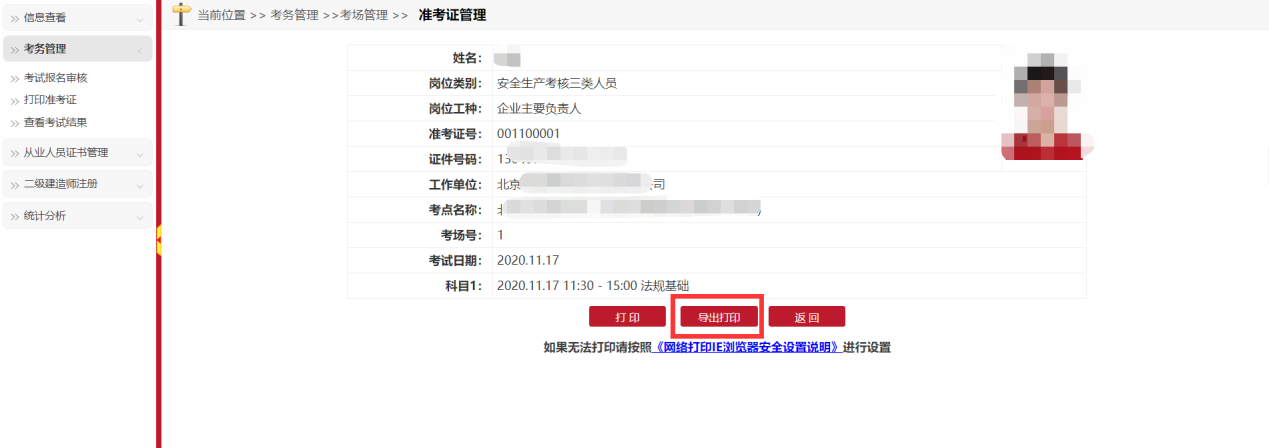 信息查看
考务管理
考试报名审核
打印准考证
查看考试结果
从业人员证书管理
二级建造师注册
统计分析
当前位置 >> 考务管理 >>考场管理 >> 准考证管理
姓名:
岗位类别: 安全生产考核三类人员
岗位工种: 企业主要负责人
准考证号: 001100001
证件号码:
工作单位: 北京 公司
考点名称:
考场号: 1
考试日期: 2020.11.17
科目1: 2020.11.17 11:30 - 15:00 法规基础
打 印 导出打印 返 回
如果无法打印请按照《网络打印IE浏览器安全设置说明》进行设置